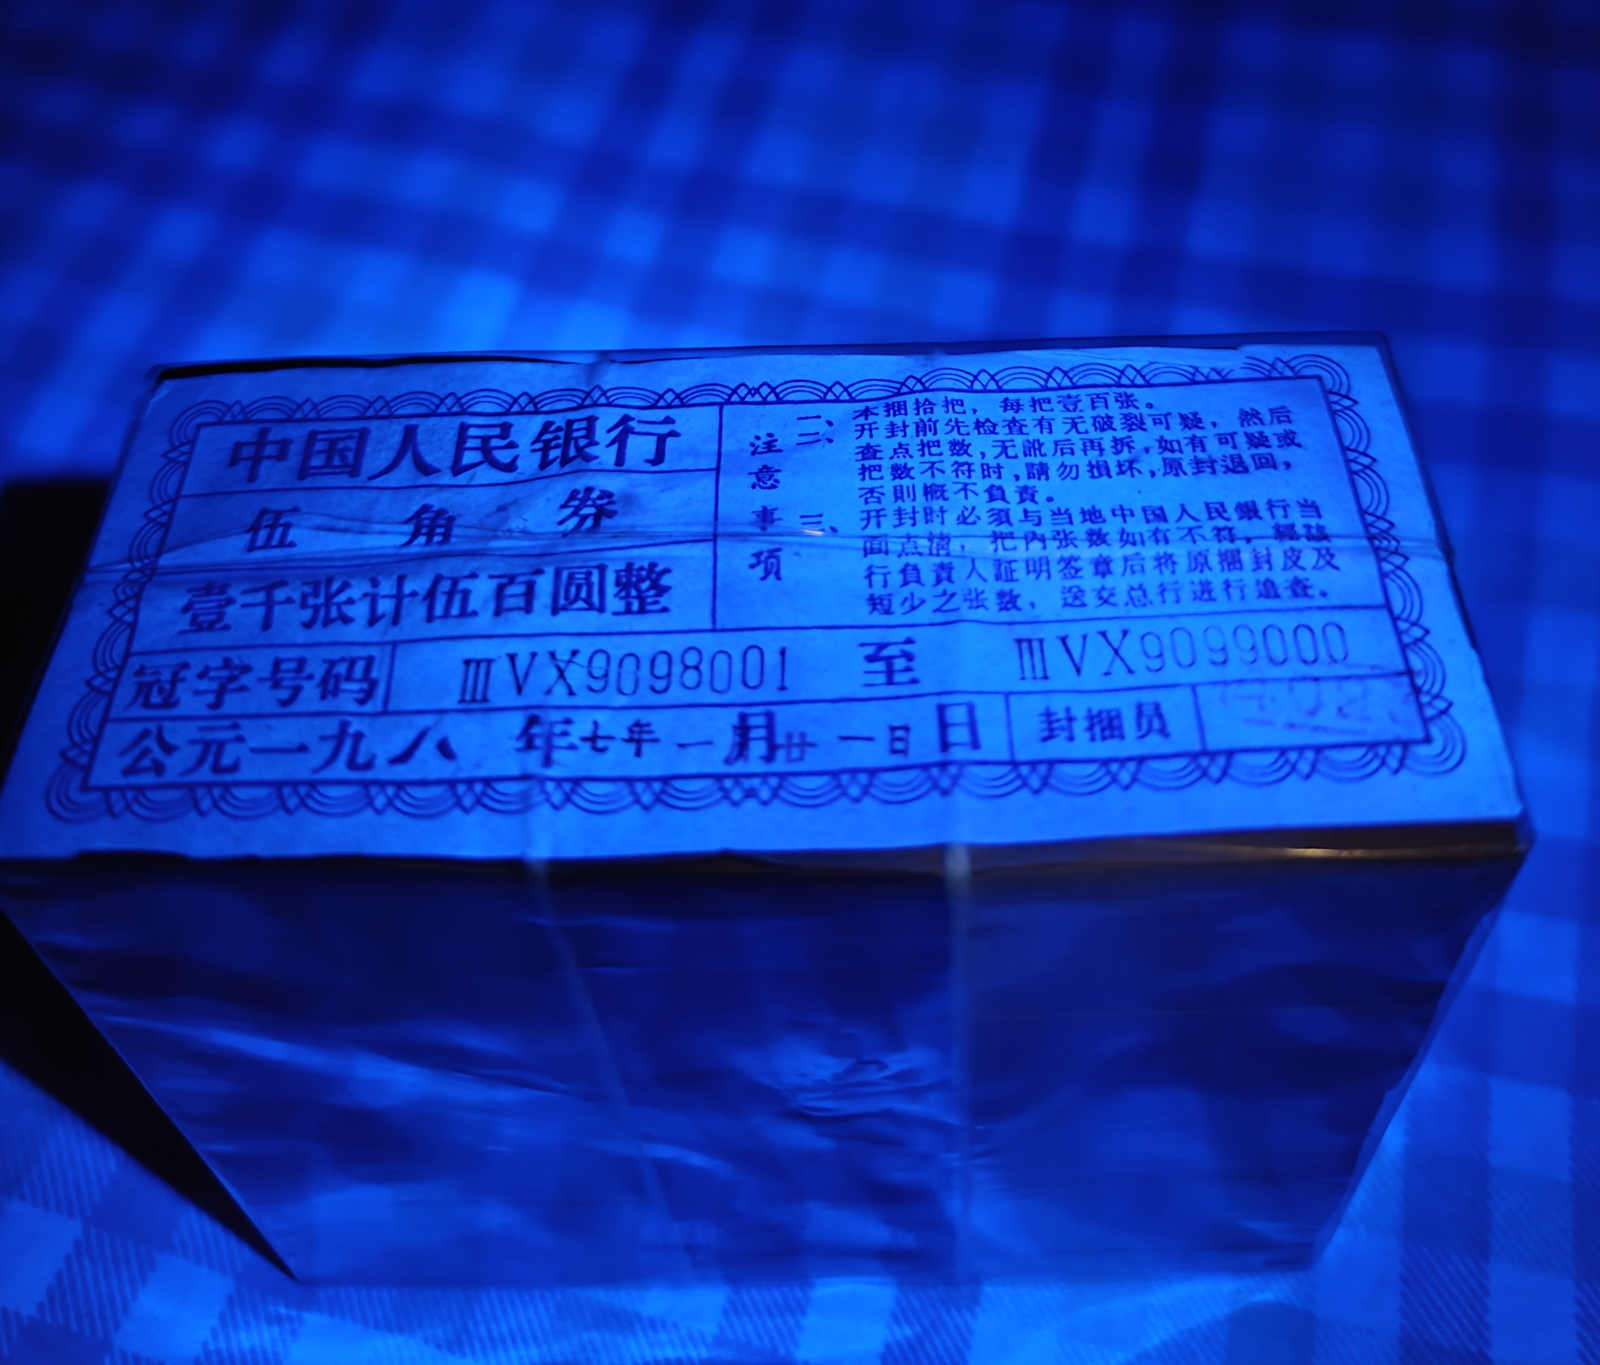 中国人民银行
伍角券
壹千张计伍百圆整
注意事项
一、本捆拾把，每把壹百张。
二、开封前先检查有无破裂可疑，然后
查点把数，无訛后再拆，如有可疑或
把数不符时，請勿損坏，原封退回，
否則概不負責。
三、开封时必須与当地中国人民銀行当
面点清，把內张数如有不符，經該
行負責人証明签章后将原捆封皮及
短少之张数，送交总行进行追查。
冠字号码 ⅢVX9098001 至 ⅢVX9099000
公元一九八 年七年一月廿一日日 封捆员